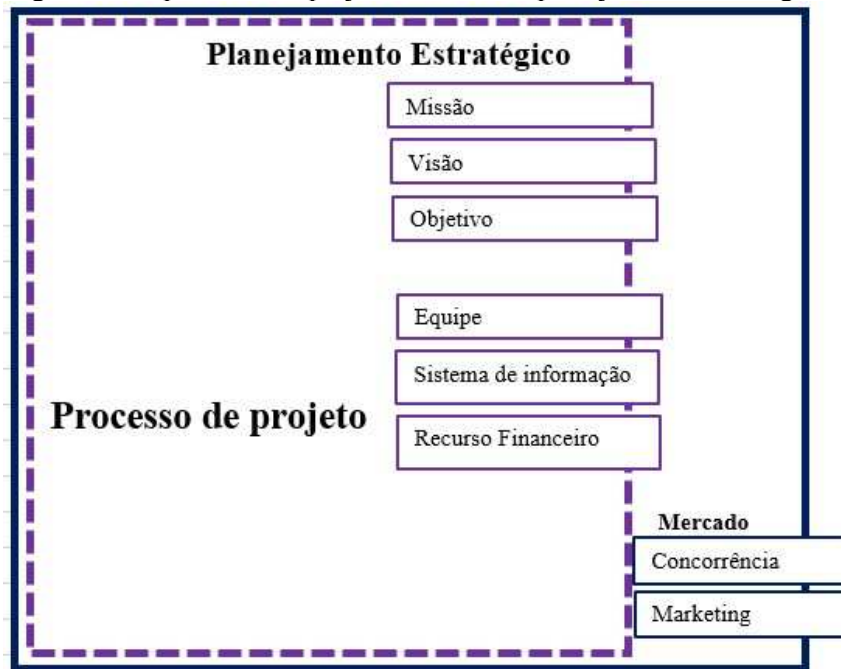 Planejamento Estratégico
Missão
Visão
Objetivo
Equipe
Sistema de informação
Processo de projeto
Recurso Financeiro
Mercado
Concorrência
Marketing